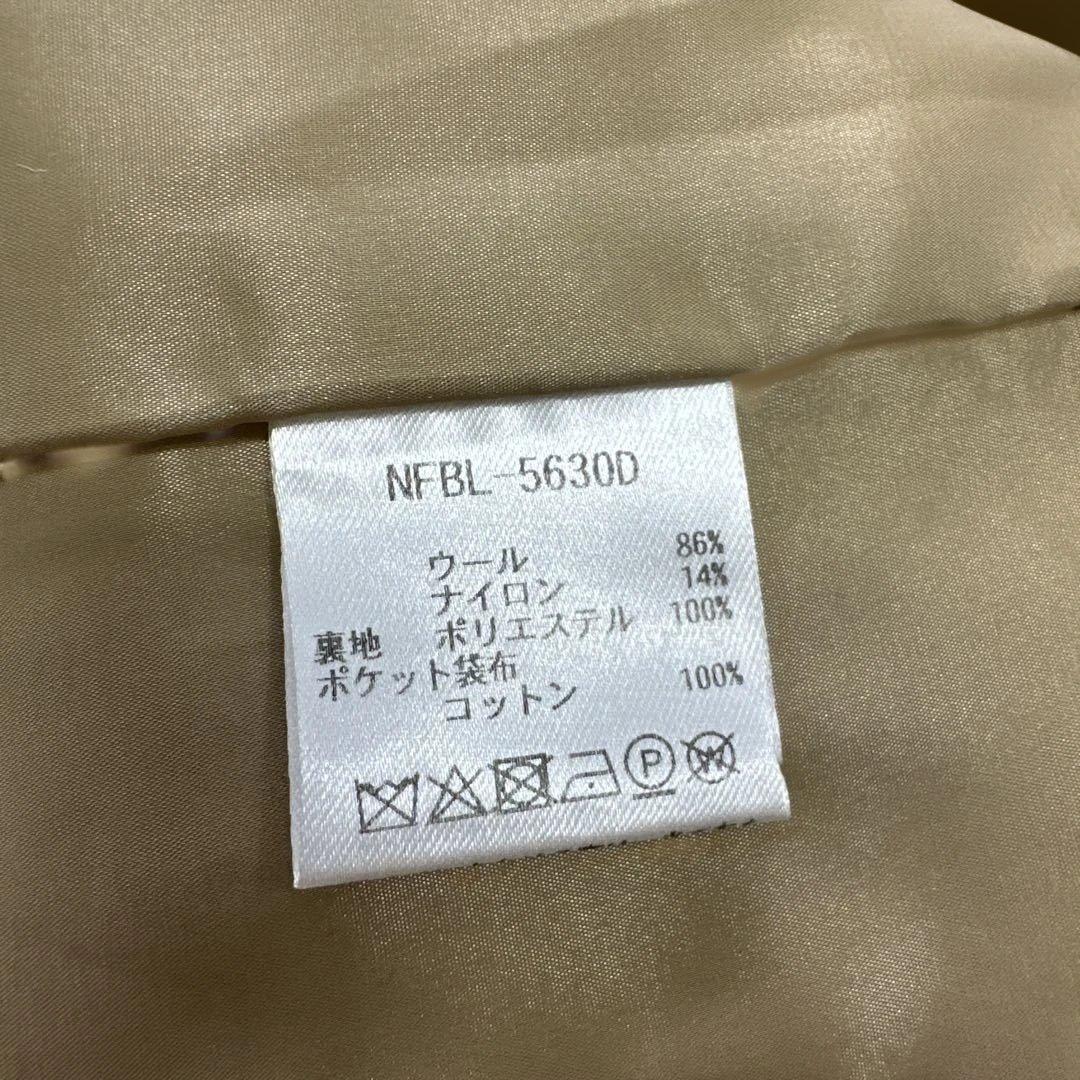 NFBL-5630D
ウール 86%
ナイロン 14%
裏地 ポリエステル 100%
ポケット袋布
コットン 100%
P W